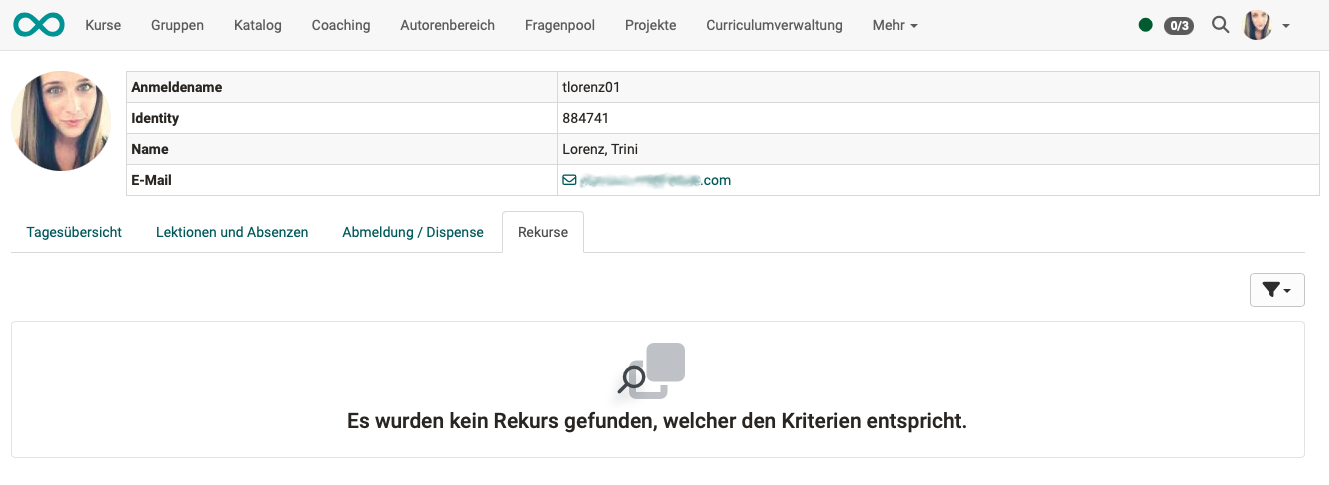 Kurse Gruppen Katalog Coaching Autorenbereich Fragenpool Projekte Curriculumverwaltung Mehr 0/3
Anmeldename tlorenz01
Identity 884741
Name Lorenz, Trini
E-Mail .com
Tagesübersicht Lektionen und Absenzen Abmeldung / Dispense Rekurse
Es wurden kein Rekurs gefunden, welcher den Kriterien entspricht.